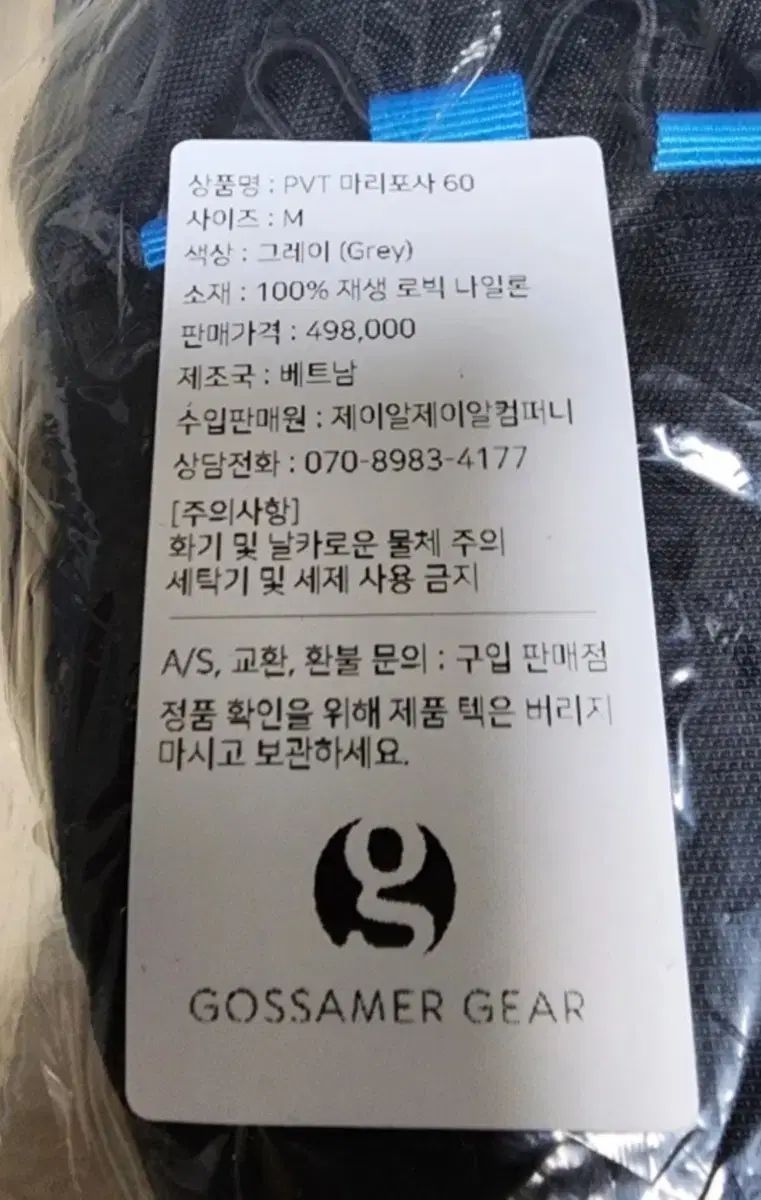 상품명 : PVT 마리포사 60
사이즈 : M
색상 : 그레이 (Grey)
소재 : 100% 재생 로빅 나일론
판매가격 : 498,000
제조국 : 베트남
수입판매원 : 제이알제이알컴퍼니
상담전화 : 070-8983-4177
[주의사항]
화기 및 날카로운 물체 주의
세탁기 및 세제 사용 금지
A/S, 교환, 환불 문의 : 구입 판매점
정품 확인을 위해 제품 텍은 버리지
마시고 보관하세요.
GOSSAMER GEAR